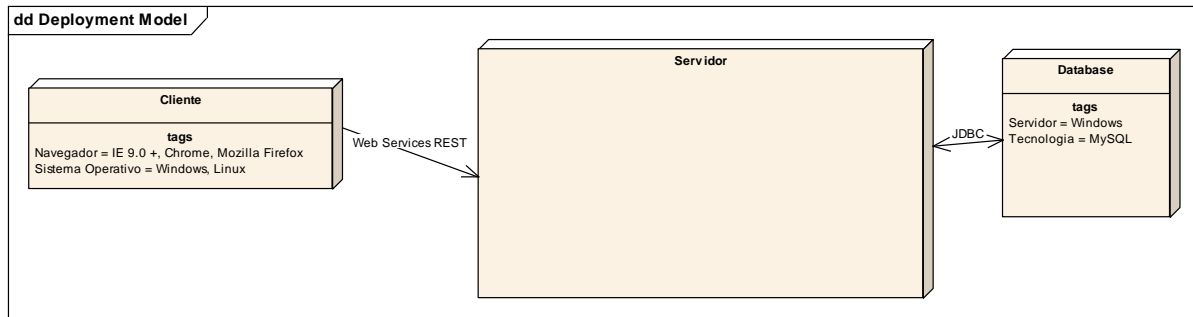 dd Deployment Model
Cliente
tags
Navegador = IE 9.0 +, Chrome, Mozilla Firefox
Sistema Operativo = Windows, Linux
Web Services REST
Servidor
JDBC
Database
tags
Servidor = Windows
Tecnologia = MySQL